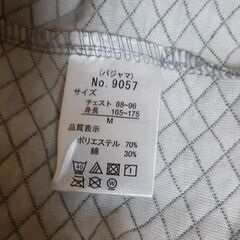 (パジャマ)
No.9057
サイズ
チェスト 88~96
身長 165~175
M
品質表示
ポリエステル 70%
綿 30%
40